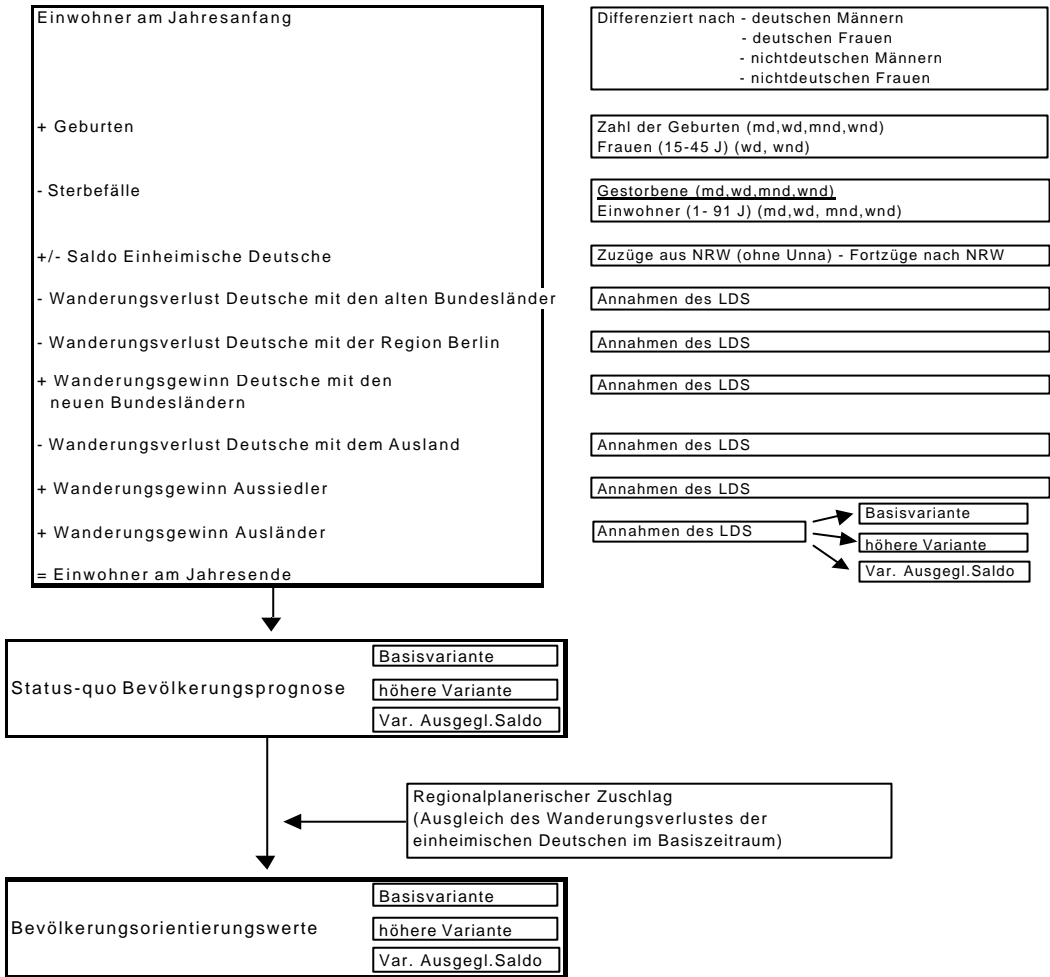 Einwohner am Jahresanfang
Differenziert nach - deutschen Männern
- deutschen Frauen
- nichtdeutschen Männern
- nichtdeutschen Frauen
+ Geburten
Zahl der Geburten (md,wd,mnd,wnd)
Frauen (15-45 J) (wd, wnd)
- Sterbefälle
Gestorbene (md,wd,mnd,wnd)
Einwohner (1- 91 J) (md,wd, mnd,wnd)
+/- Saldo Einheimische Deutsche
Zuzüge aus NRW (ohne Unna) - Fortzüge nach NRW
- Wanderungsverlust Deutsche mit den alten Bundesländer
Annahmen des LDS
- Wanderungsverlust Deutsche mit der Region Berlin
Annahmen des LDS
+ Wanderungsgewinn Deutsche mit den
neuen Bundesländern
Annahmen des LDS
- Wanderungsverlust Deutsche mit dem Ausland
Annahmen des LDS
+ Wanderungsgewinn Aussiedler
Annahmen des LDS
+ Wanderungsgewinn Ausländer
Annahmen des LDS
Basisvariante
höhere Variante
Var. Ausgegl.Saldo
= Einwohner am Jahresende
Status-quo Bevölkerungsprognose
Basisvariante
höhere Variante
Var. Ausgegl.Saldo
Regionalplanerischer Zuschlag
(Ausgleich des Wanderungsverlustes der
einheimischen Deutschen im Basiszeitraum)
Bevölkerungsorientierungswerte
Basisvariante
höhere Variante
Var. Ausgegl.Saldo